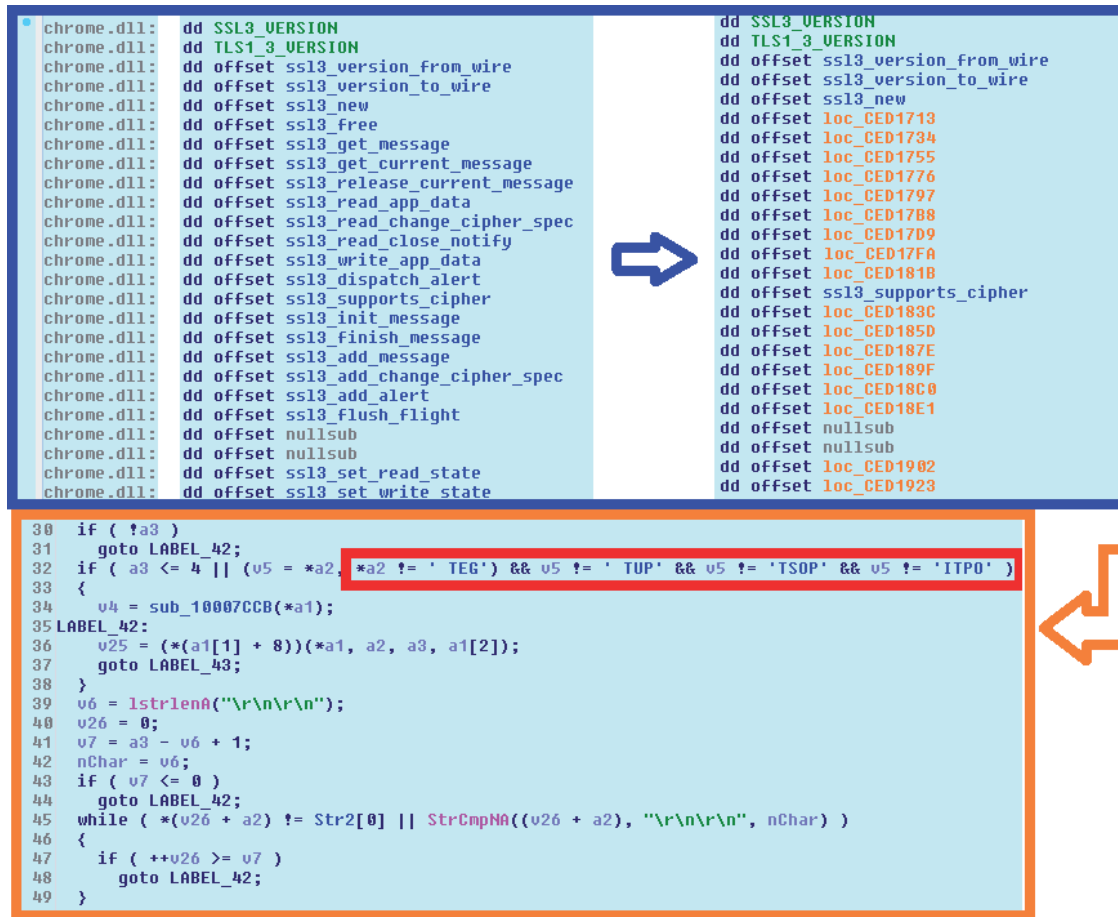 chrome.dll: dd SSL3_VERSION
chrome.dll: dd TLS1_3_VERSION
chrome.dll: dd offset ssl3_version_from_wire
chrome.dll: dd offset ssl3_version_to_wire
chrome.dll: dd offset ssl3_new
chrome.dll: dd offset ssl3_free
chrome.dll: dd offset ssl3_get_message
chrome.dll: dd offset ssl3_get_current_message
chrome.dll: dd offset ssl3_release_current_message
chrome.dll: dd offset ssl3_read_app_data
chrome.dll: dd offset ssl3_read_change_cipher_spec
chrome.dll: dd offset ssl3_read_close_notify
chrome.dll: dd offset ssl3_write_app_data
chrome.dll: dd offset ssl3_dispatch_alert
chrome.dll: dd offset ssl3_supports_cipher
chrome.dll: dd offset ssl3_init_message
chrome.dll: dd offset ssl3_finish_message
chrome.dll: dd offset ssl3_add_message
chrome.dll: dd offset ssl3_add_change_cipher_spec
chrome.dll: dd offset ssl3_add_alert
chrome.dll: dd offset ssl3_flush_flight
chrome.dll: dd offset nullsub
chrome.dll: dd offset nullsub
chrome.dll: dd offset ssl3_set_read_state
chrome.dll: dd offset ssl3_set_write_state
dd SSL3_VERSION
dd TLS1_3_VERSION
dd offset ssl3_version_from_wire
dd offset ssl3_version_to_wire
dd offset ssl3_new
dd offset loc_CED1713
dd offset loc_CED1734
dd offset loc_CED1755
dd offset loc_CED1776
dd offset loc_CED1797
dd offset loc_CED17B8
dd offset loc_CED17D9
dd offset loc_CED17FA
dd offset loc_CED181B
dd offset ssl3_supports_cipher
dd offset loc_CED183C
dd offset loc_CED185D
dd offset loc_CED187E
dd offset loc_CED189F
dd offset loc_CED18C0
dd offset loc_CED18E1
dd offset nullsub
dd offset nullsub
dd offset loc_CED1902
dd offset loc_CED1923
30 if ( !a3 )
31 goto LABEL_42;
32 if ( a3 <= 4 || (v5 = *a2, *a2 != ' TEG') && v5 != ' TUP' && v5 != 'TSOP' && v5 != 'ITPO' )
33 {
34 v4 = sub_10007CCB(*a1);
35 LABEL_42:
36 v25 = (*(a1[1] + 8))(*a1, a2, a3, a1[2]);
37 goto LABEL_43;
38 }
39 v6 = lstrlenA("\r\n\r\n");
40 v26 = 0;
41 v7 = a3 - v6 + 1;
42 nChar = v6;
43 if ( v7 <= 0 )
44 goto LABEL_42;
45 while ( *(v26 + a2) != Str2[0] || StrCmpNA((v26 + a2), "\r\n\r\n", nChar) )
46 {
47 if ( ++v26 >= v7 )
48 goto LABEL_42;
49 }